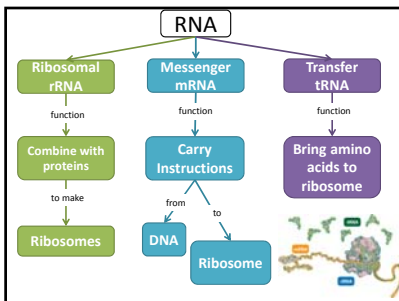 RNA
Ribosomal
rRNA
Messenger
mRNA
Transfer
tRNA
function
function
function
Combine with
proteins
Carry
Instructions
Bring amino
acids to
ribosome
to make
from
to
Ribosomes
DNA
Ribosome